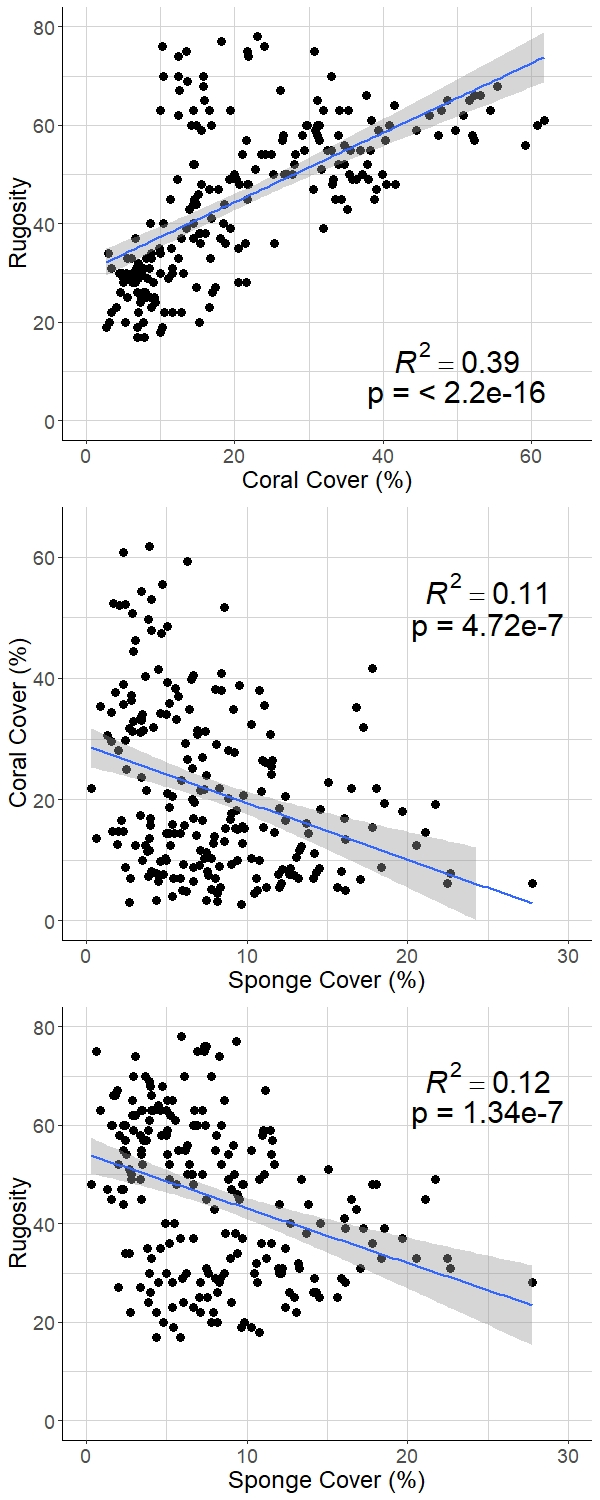 80
60
40
20
0
Rugosity
R² = 0.39
p = < 2.2e-16
0 20 40 60
Coral Cover (%)
60
40
20
0
Coral Cover (%)
R² = 0.11
p = 4.72e-7
0 10 20 30
Sponge Cover (%)
80
60
40
20
0
Rugosity
R² = 0.12
p = 1.34e-7
0 10 20 30
Sponge Cover (%)